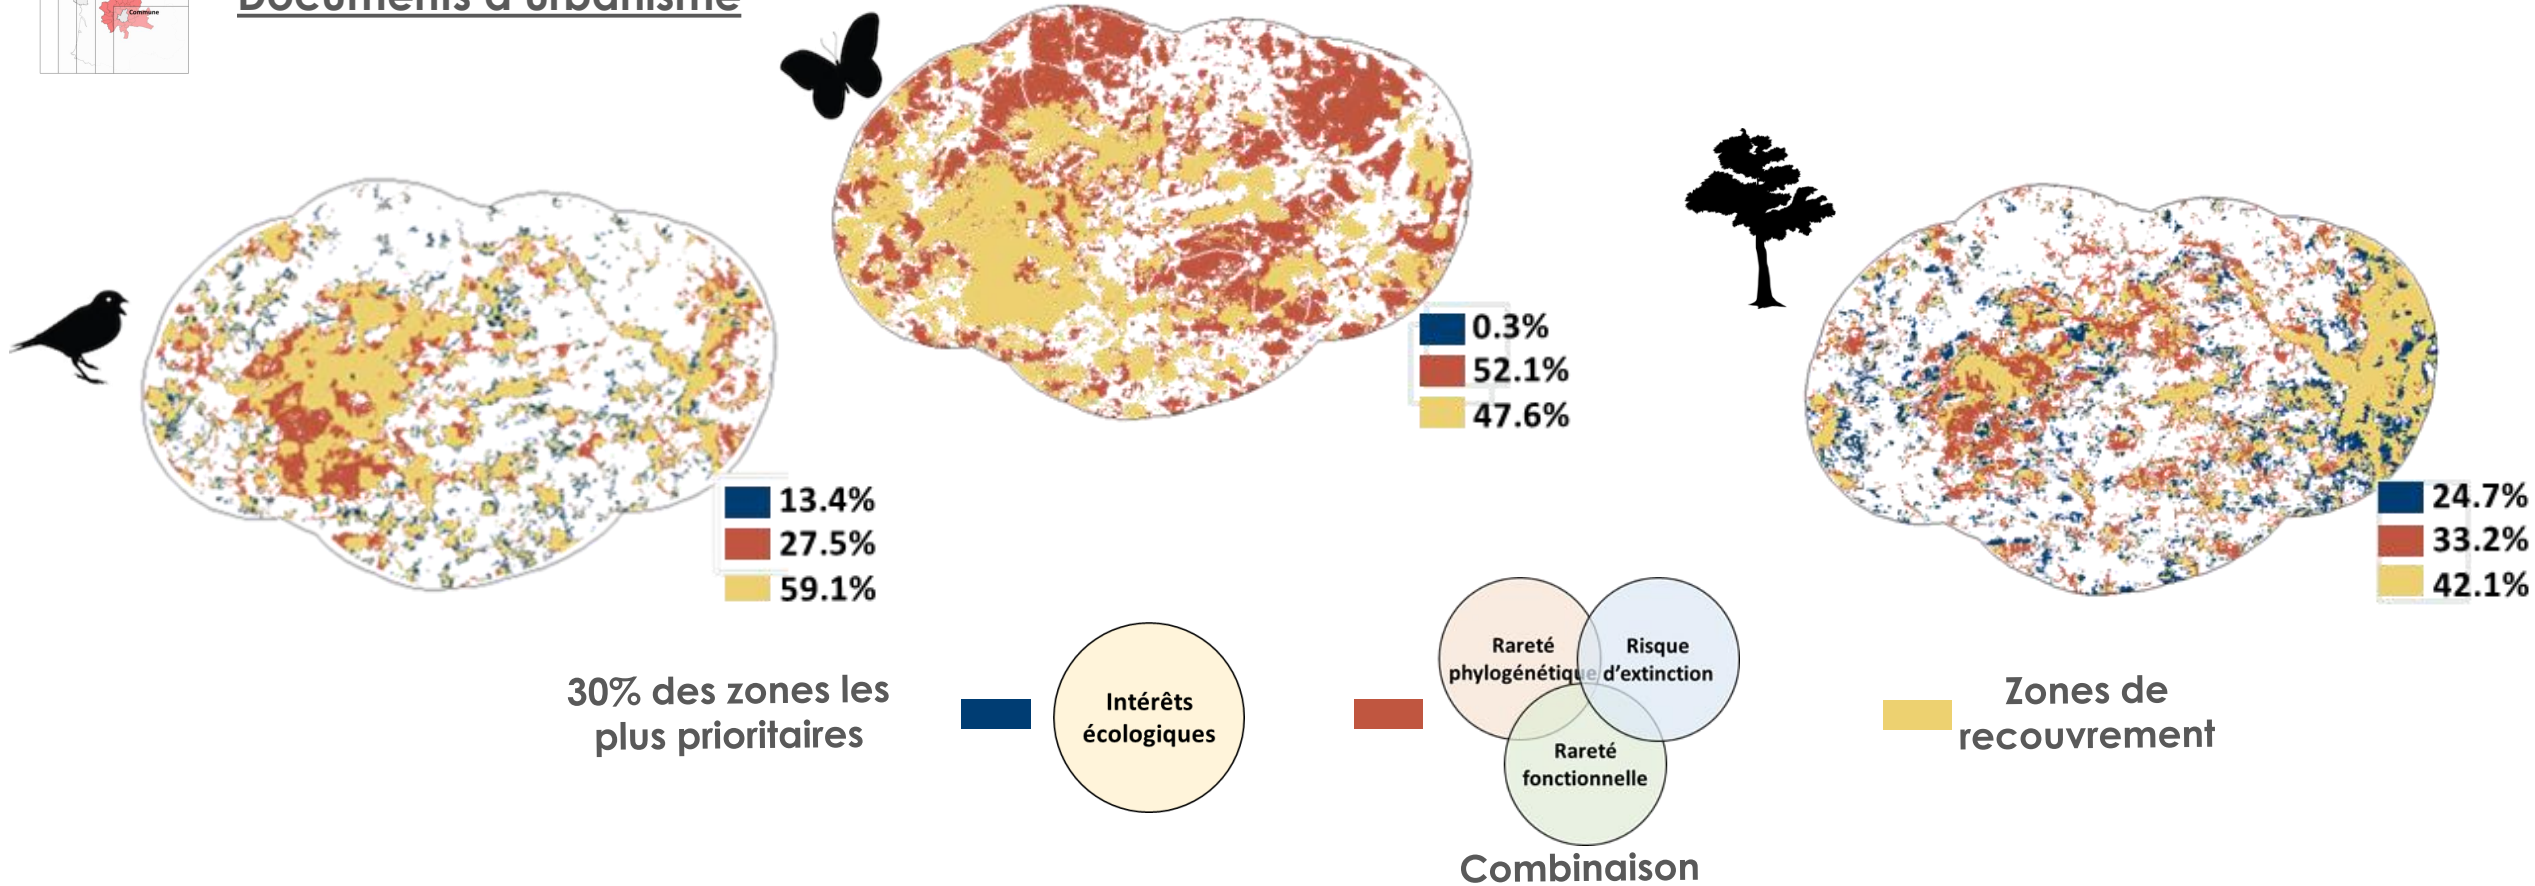 Documents d'urbanisme
Commune
0.3%
52.1%
47.6%
13.4%
27.5%
59.1%
24.7%
33.2%
42.1%
30% des zones les
plus prioritaires
Intérêts
écologiques
Rareté
phylogénétique
Risque
d'extinction
Rareté
fonctionnelle
Combinaison
Zones de
recouvrement